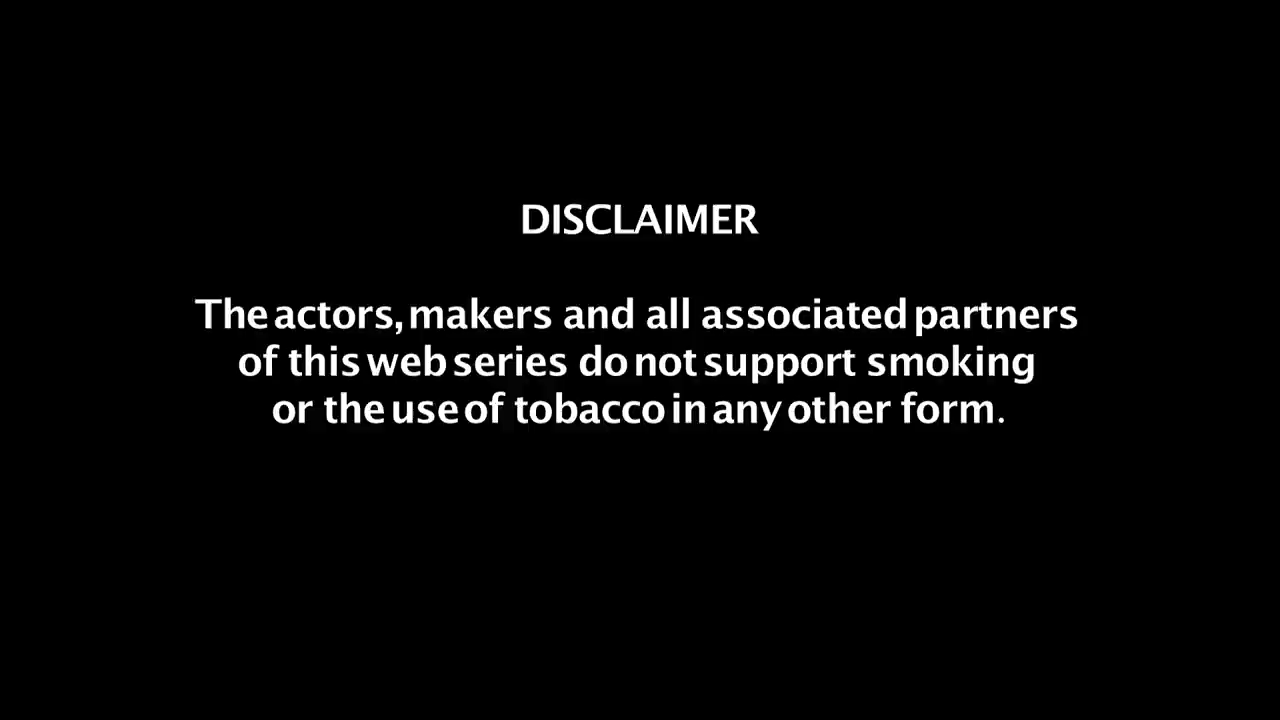 DISCLAIMER
The actors, makers and all associated partners
of this web series do not support smoking
or the use of tobacco in any other form.